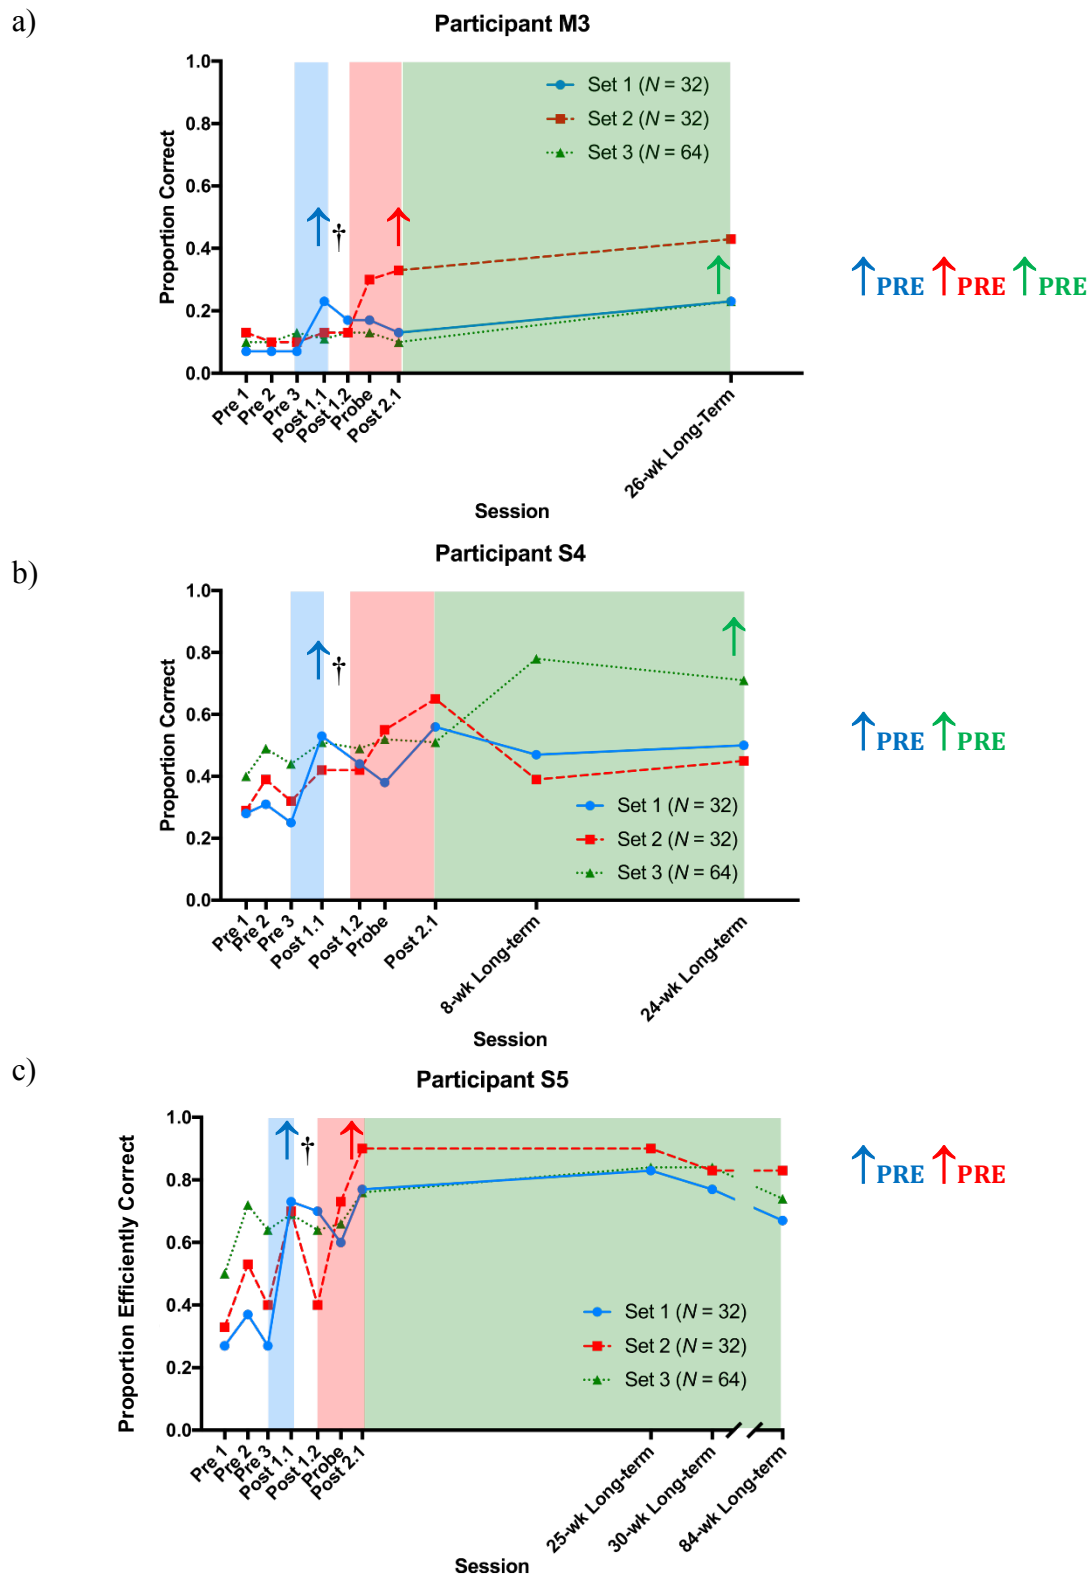 a)
Participant M3
Proportion Correct
1.0
0.8
0.6
0.4
0.2
0.0
Set 1 (N = 32)
Set 2 (N = 32)
Set 3 (N = 64)
†
PRE PRE PRE
Pre 1
Pre 2
Pre 3
Post 1.1
Post 1.2
Probe
Post 2.1
26-wk Long-Term
Session
b)
Participant S4
Proportion Correct
1.0
0.8
0.6
0.4
0.2
0.0
†
PRE PRE
Set 1 (N = 32)
Set 2 (N = 32)
Set 3 (N = 64)
Pre 1
Pre 2
Pre 3
Post 1.1
Post 1.2
Probe
Post 2.1
8-wk Long-term
24-wk Long-term
Session
c)
Participant S5
Proportion Efficiently Correct
1.0
0.8
0.6
0.4
0.2
0.0
†
PRE PRE
Set 1 (N = 32)
Set 2 (N = 32)
Set 3 (N = 64)
Pre 1
Pre 2
Pre 3
Post 1.1
Post 1.2
Probe
Post 2.1
25-wk Long-term
30-wk Long-term
84-wk Long-term
Session